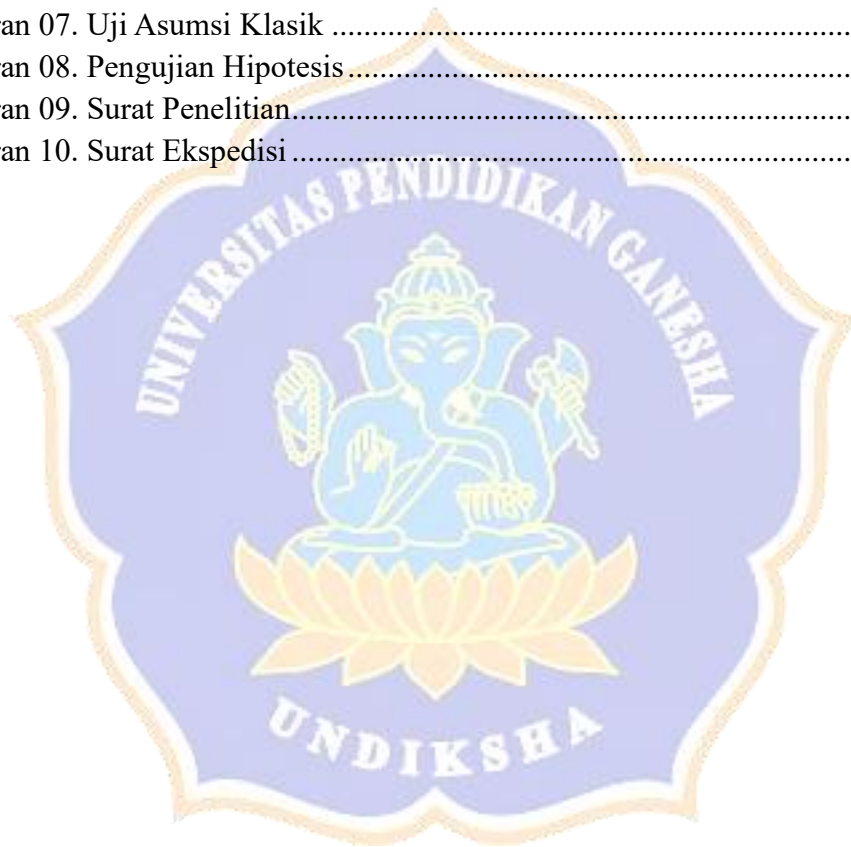 ran 07. Uji Asumsi Klasik ....................................................................
ran 08. Pengujian Hipotesis ..................................................................
ran 09. Surat Penelitian.........................................................................
ran 10. Surat Ekspedisi .........................................................................
UNIVERSITAS PENDIDIKAN GANESHA
UNDIKSHA